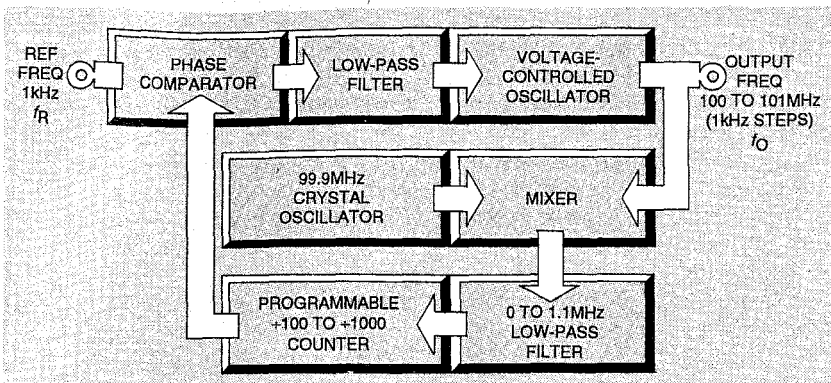 REF
FREQ
1kHz
fR
PHASE
COMPARATOR
LOW-PASS
FILTER
VOLTAGE-
CONTROLLED
OSCILLATOR
OUTPUT
FREQ
100 TO 101MHz
(1kHz STEPS)
fO
99.9MHz
CRYSTAL
OSCILLATOR
MIXER
PROGRAMMABLE
+100 TO +1000
COUNTER
0 TO 1.1MHz
LOW-PASS
FILTER